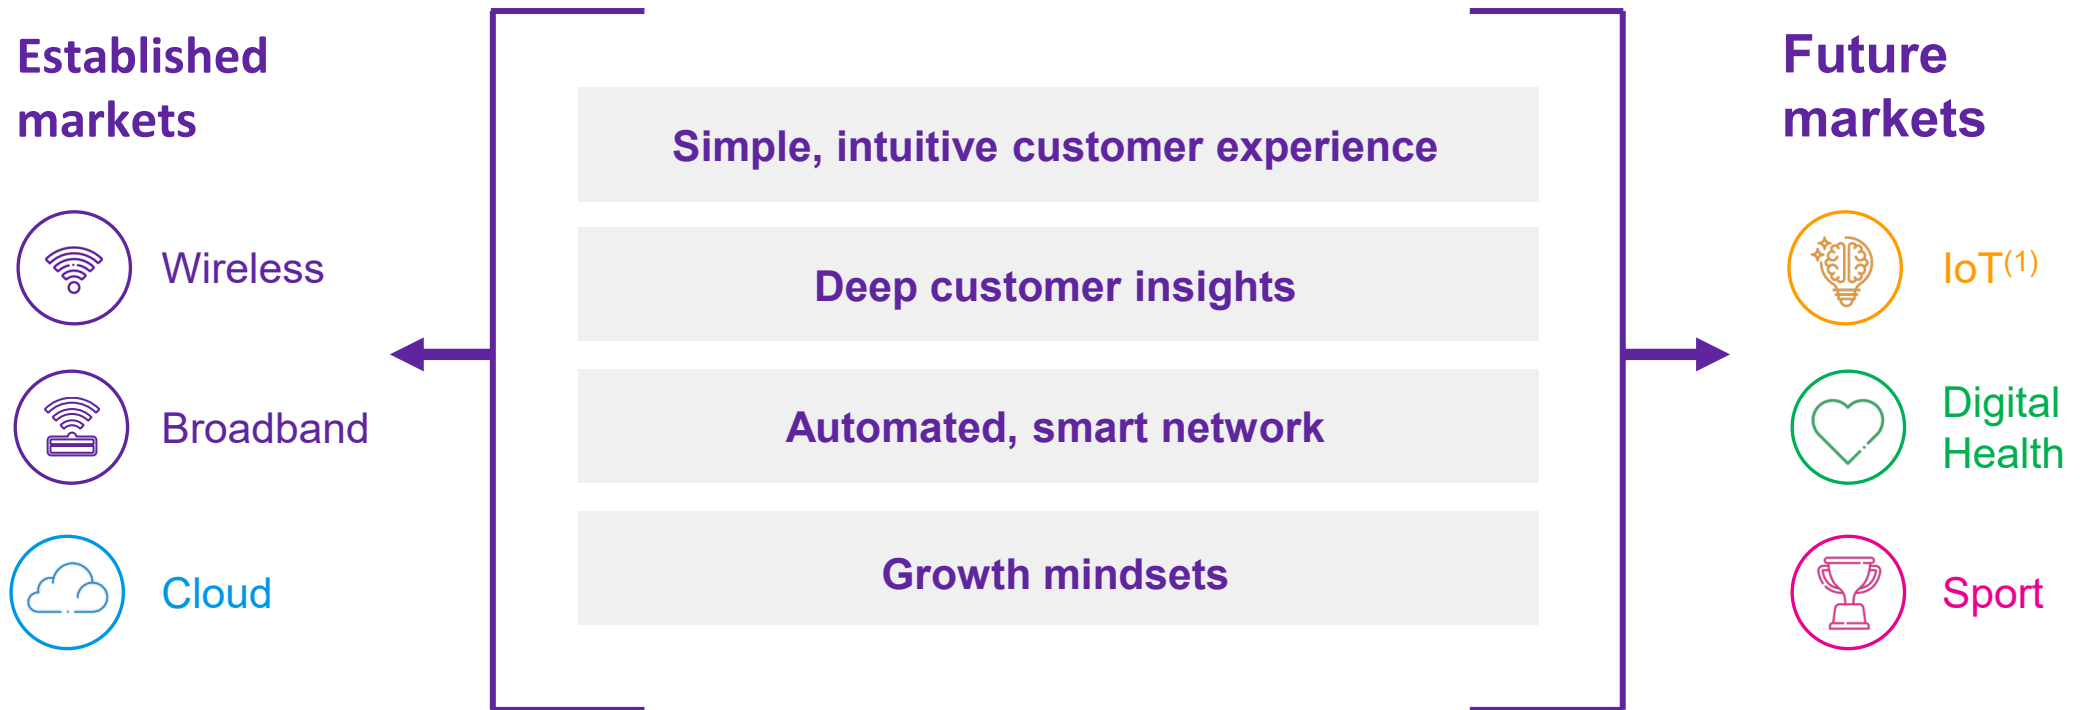 Established
markets
Wireless
Broadband
Cloud
Simple, intuitive customer experience
Deep customer insights
Automated, smart network
Growth mindsets
Future
markets
IoT(1)
Digital
Health
Sport